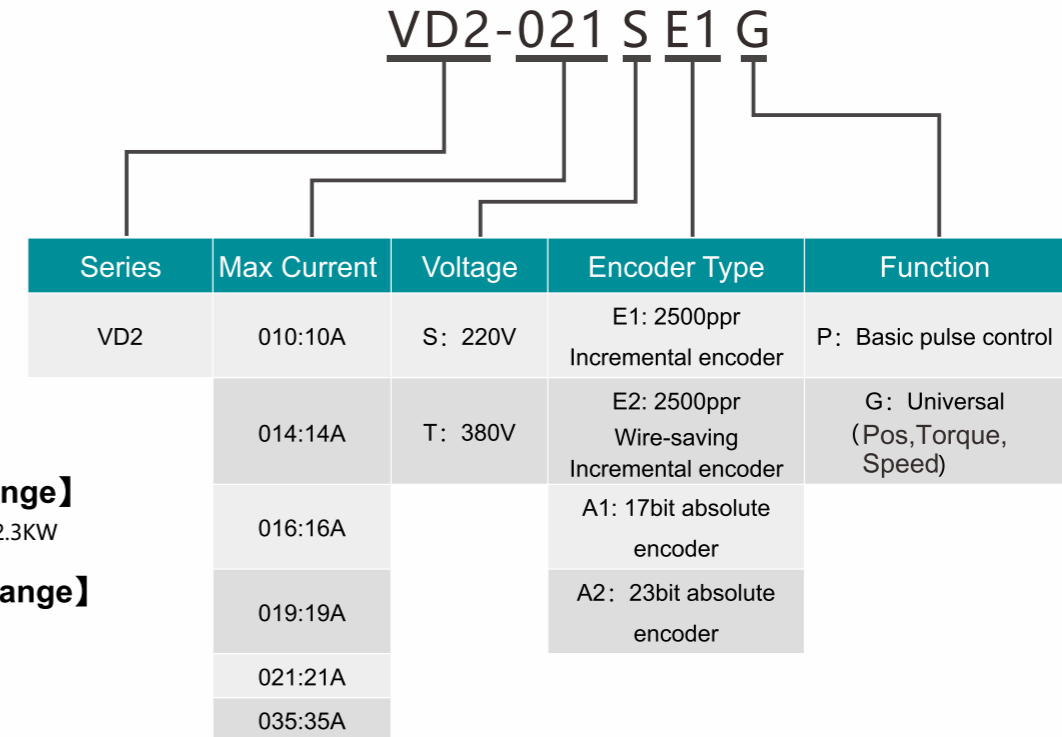 VD2-021 S E1 G
Series Max Current Voltage Encoder Type Function
VD2
010:10A
S：220V
E1: 2500ppr
Incremental encoder
P：Basic pulse control
014:14A
T：380V
E2: 2500ppr
Wire-saving
Incremental encoder
G：Universal
（Pos,Torque,
Speed)
nge】
2.3KW
016:16A
A1: 17bit absolute
encoder
ange】
019:19A
A2：23bit absolute
encoder
021:21A
035:35A